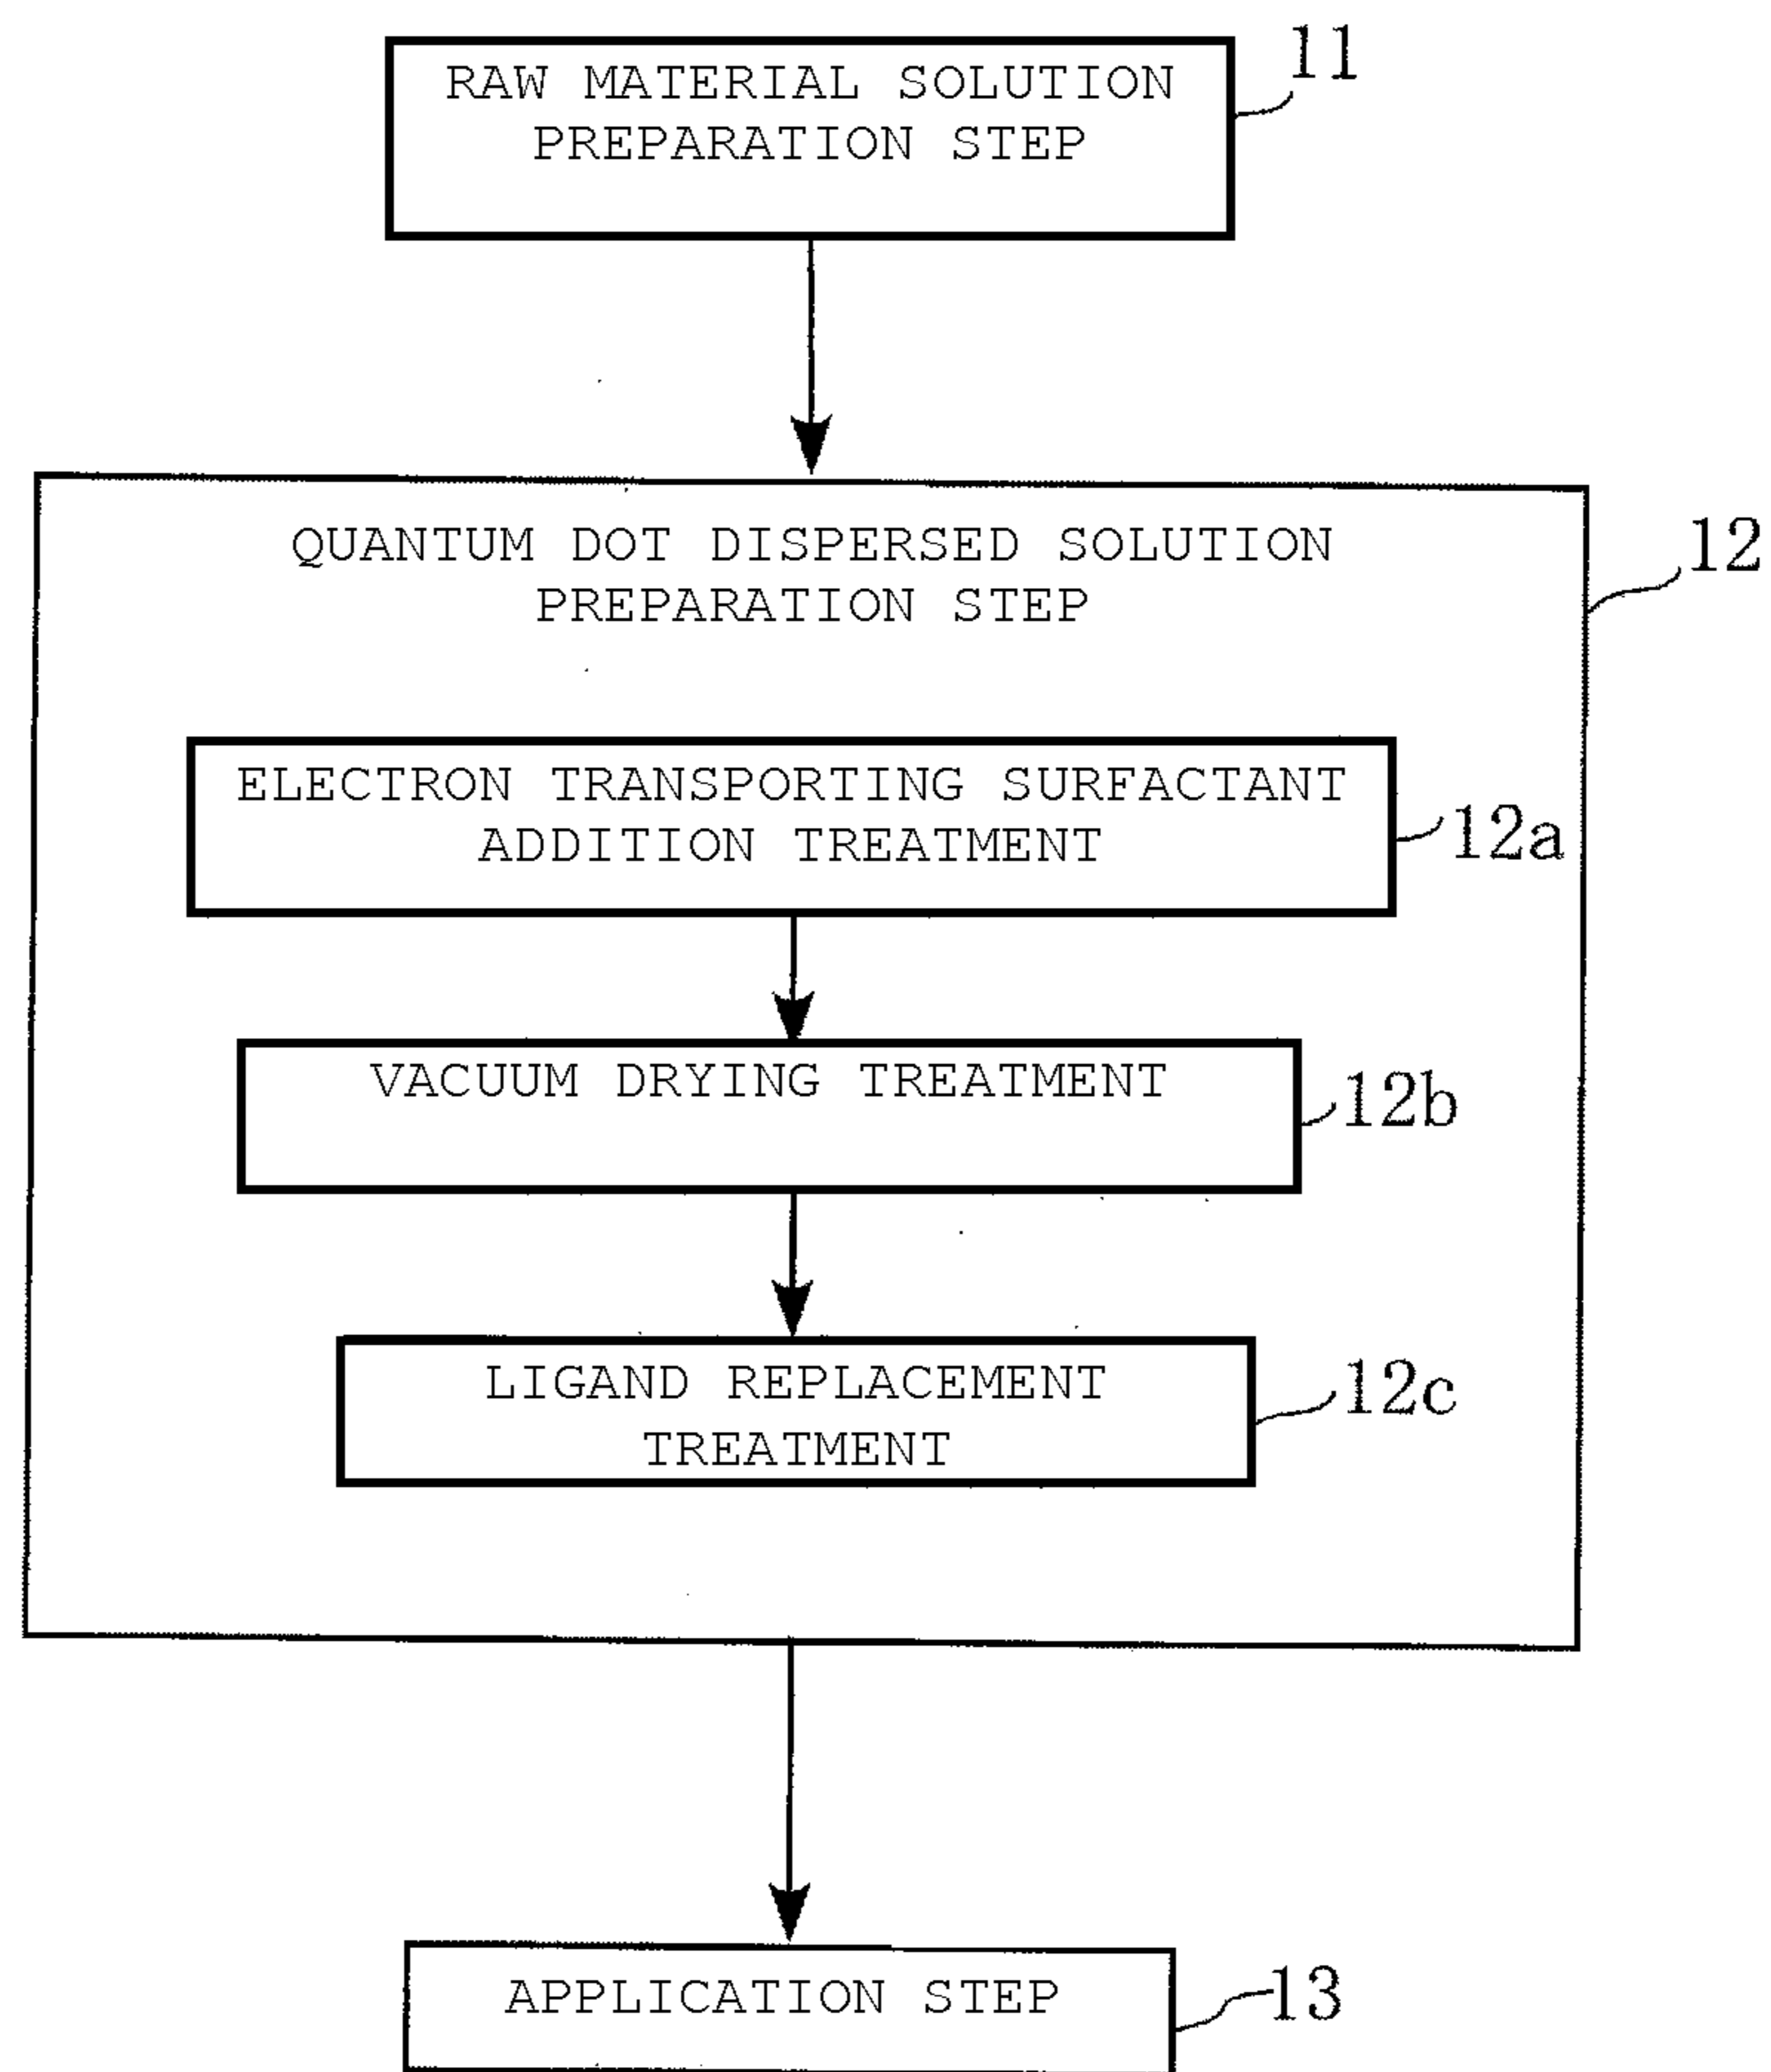 RAW MATERIAL SOLUTION
PREPARATION STEP
11
QUANTUM DOT DISPERSED SOLUTION
PREPARATION STEP
12
ELECTRON TRANSPORTING SURFACTANT
ADDITION TREATMENT
12a
VACUUM DRYING TREATMENT
12b
LIGAND REPLACEMENT
TREATMENT
12c
APPLICATION STEP
13